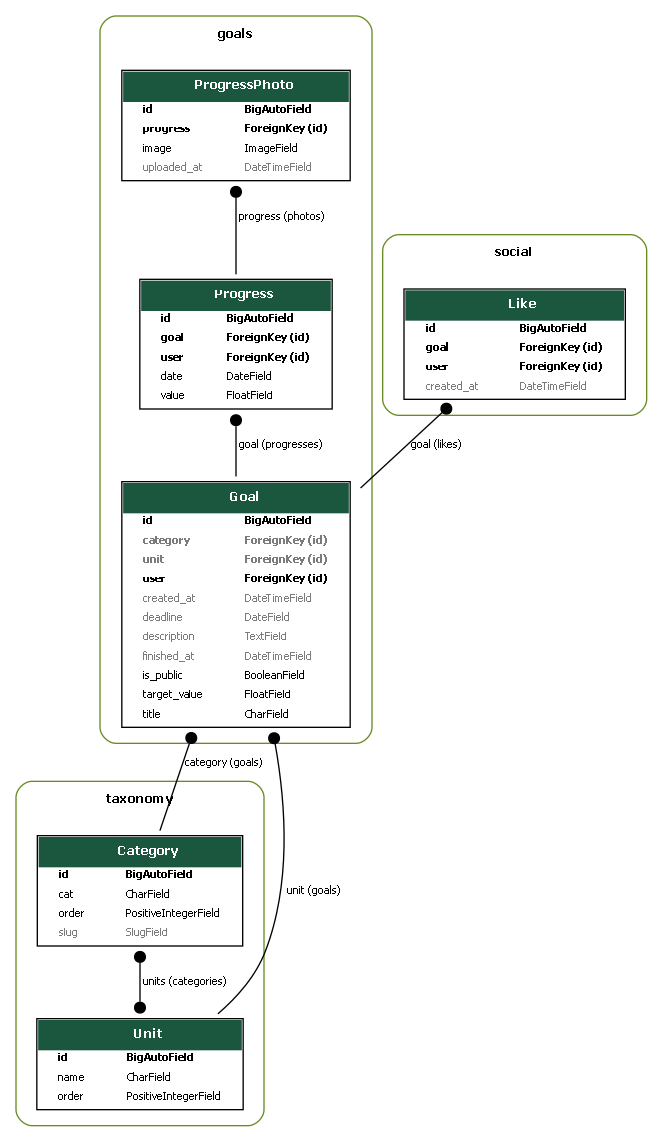 goals
ProgressPhoto
id BigAutoField
progress ForeignKey (id)
image ImageField
uploaded_at DateTimeField
progress (photos)
Progress
id BigAutoField
goal ForeignKey (id)
user ForeignKey (id)
date DateField
value FloatField
goal (progresses)
social
Like
id BigAutoField
goal ForeignKey (id)
user ForeignKey (id)
created_at DateTimeField
goal (likes)
Goal
id BigAutoField
category ForeignKey (id)
unit ForeignKey (id)
user ForeignKey (id)
created_at DateTimeField
deadline DateField
description TextField
finished_at DateTimeField
is_public BooleanField
target_value FloatField
title CharField
category (goals)
unit (goals)
taxonomy
Category
id BigAutoField
cat CharField
order PositiveIntegerField
slug SlugField
units (categories)
Unit
id BigAutoField
name CharField
order PositiveIntegerField